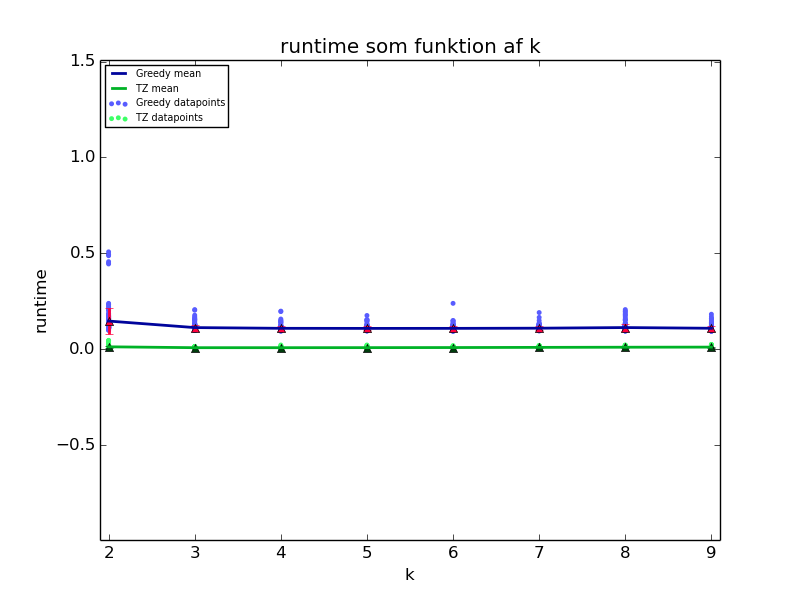 runtime som funktion af k
Greedy mean
TZ mean
Greedy datapoints
TZ datapoints
1.5
1.0
0.5
0.0
−0.5
runtime
2 3 4 5 6 7 8 9
k